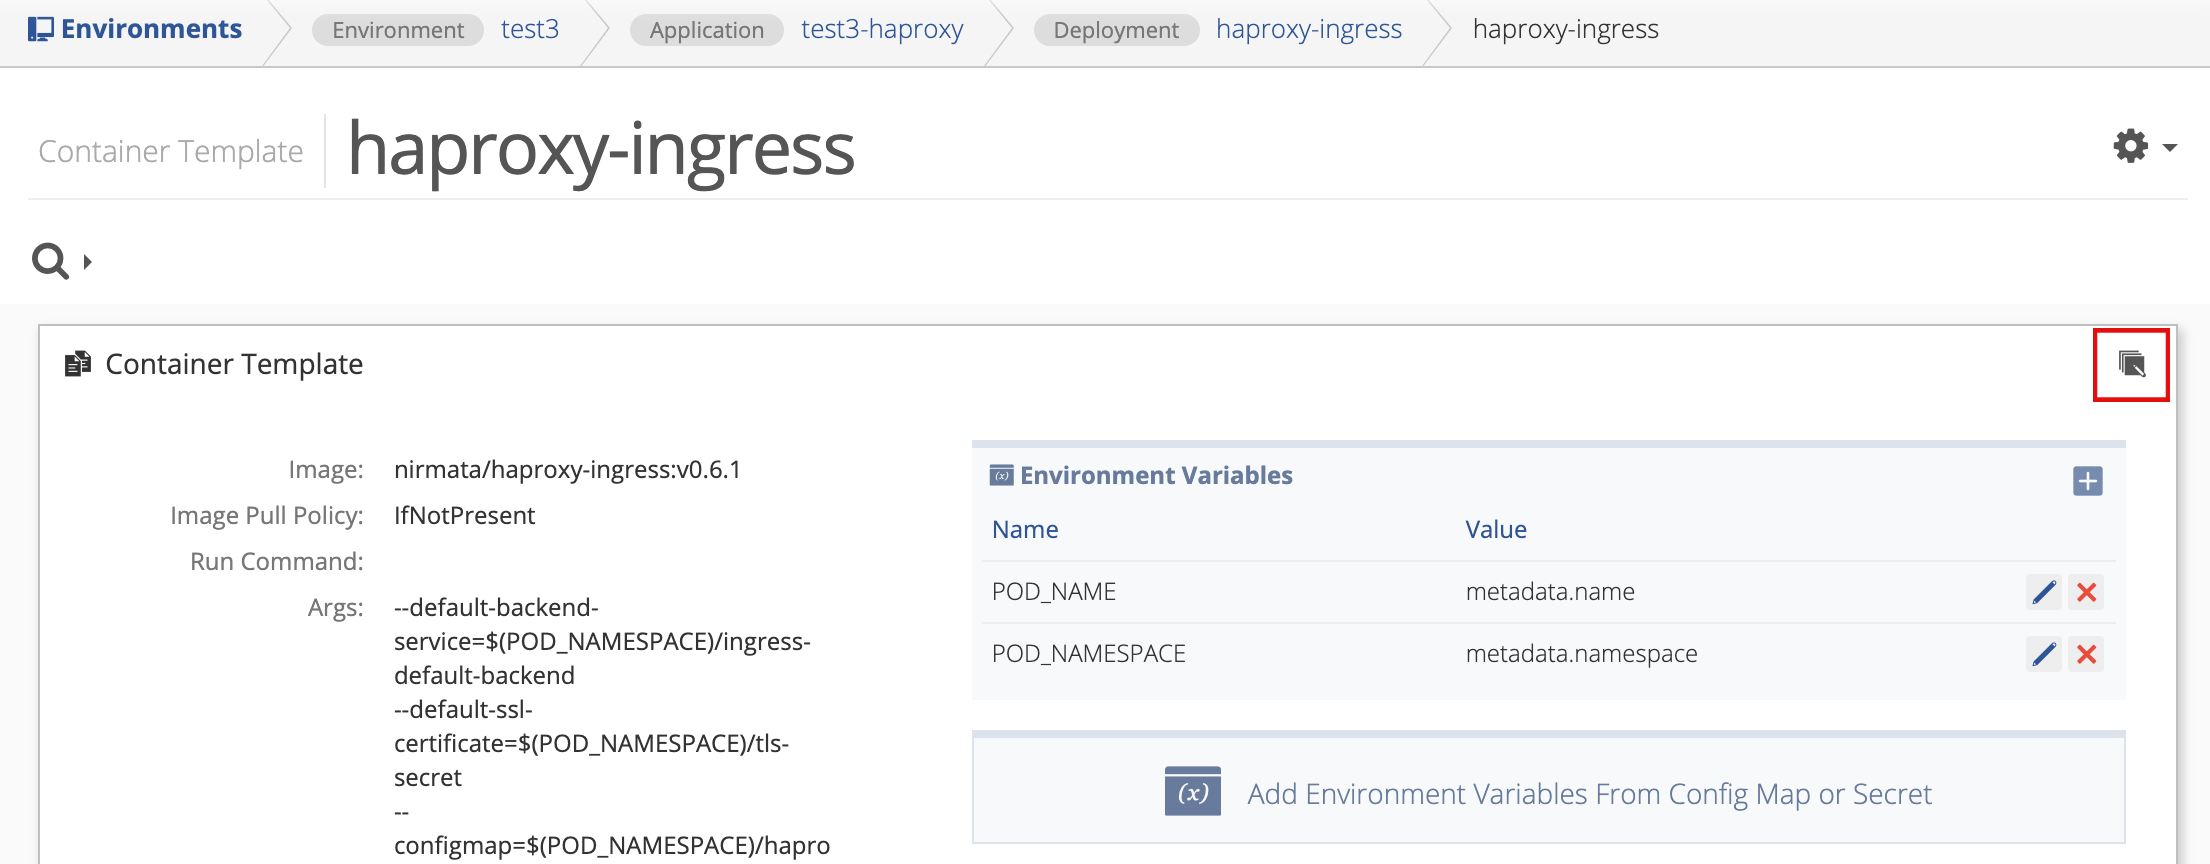 Environments Environment test3 Application test3-haproxy Deployment haproxy-ingress haproxy-ingress
Container Template haproxy-ingress
Container Template
Image: nirmata/haproxy-ingress:v0.6.1
Image Pull Policy: IfNotPresent
Run Command:
Args: --default-backend-
service=$(POD_NAMESPACE)/ingress-
default-backend
--default-ssl-
certificate=$(POD_NAMESPACE)/tls-
secret
--
configmap=$(POD_NAMESPACE)/hapro
(x) Environment Variables
Name Value
POD_NAME metadata.name
POD_NAMESPACE metadata.namespace
(x) Add Environment Variables From Config Map or Secret